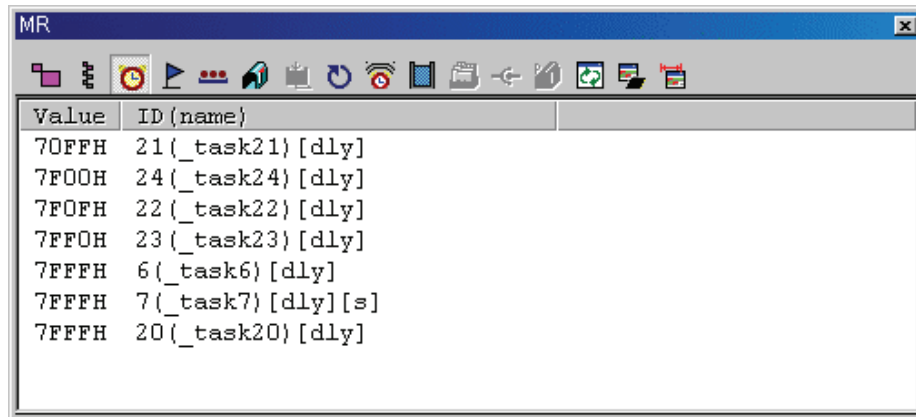 MR
Value ID(name)
70FFH 21(_task21)[dly]
7F00H 24(_task24)[dly]
7F0FH 22(_task22)[dly]
7FF0H 23(_task23)[dly]
7FFFH 6(_task6)[dly]
7FFFH 7(_task7)[dly][s]
7FFFH 20(_task20)[dly]